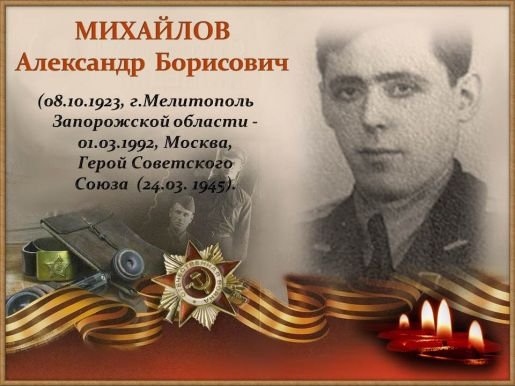 МИХАЙЛОВ
Александр Борисович
(08.10.1923, г.Мелитополь
Запорожской области -
01.03.1992, Москва,
Герой Советского
Союза (24.03. 1945).